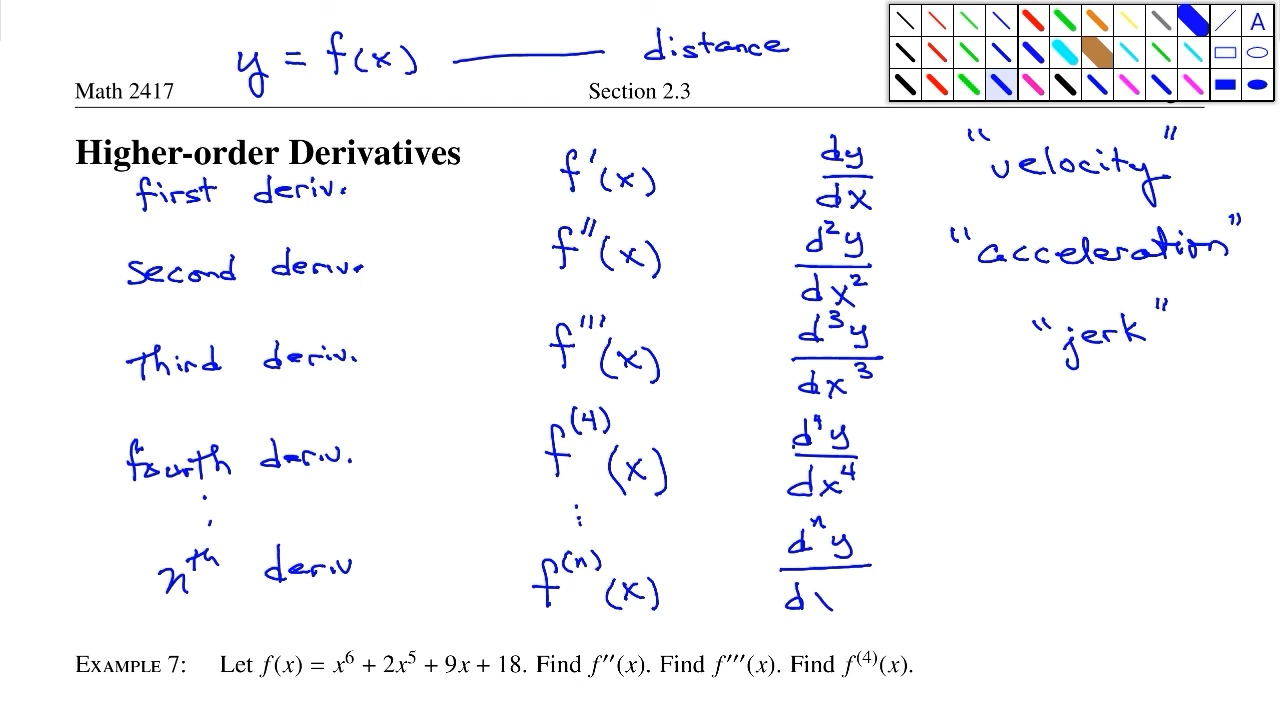 y = f(x) —— distance
Math 2417 Section 2.3
A
Higher-order Derivatives
first deriv. f'(x) dy/dx "velocity"
second deriv. f''(x) d²y/dx² "acceleration"
third deriv. f'''(x) d³y/dx³ "jerk"
fourth deriv. f⁽⁴⁾(x) d⁴y/dx⁴
⋮ ⋮
nᵗʰ deriv f⁽ⁿ⁾(x) dⁿy/d
EXAMPLE 7: Let f(x) = x⁶ + 2x⁵ + 9x + 18. Find f″(x). Find f‴(x). Find f⁽⁴⁾(x).